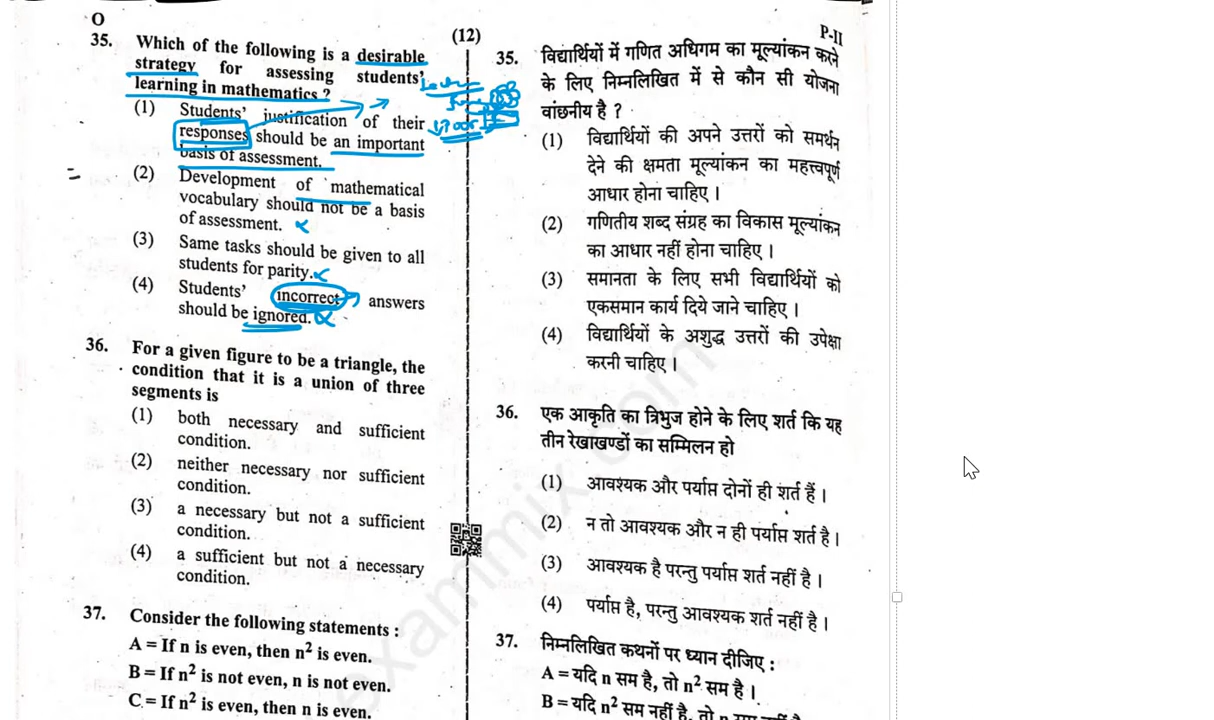 O
(12)
P-II
35. Which of the following is a desirable
strategy for assessing students'
learning in mathematics ?
(1) Students' justification of their
responses should be an important
basis of assessment.
(2) Development of mathematical
vocabulary should not be a basis
of assessment.
(3) Same tasks should be given to all
students for parity.
(4) Students' incorrect answers
should be ignored.
36. For a given figure to be a triangle, the
condition that it is a union of three
segments is
(1) both necessary and sufficient
condition.
(2) neither necessary nor sufficient
condition.
(3) a necessary but not a sufficient
condition.
(4) a sufficient but not a necessary
condition.
37. Consider the following statements :
A = If n is even, then n² is even.
B = If n² is not even, n is not even.
C = If n² is even, then n is even.
35. विद्यार्थियों में गणित अधिगम का मूल्यांकन करने
के लिए निम्नलिखित में से कौन सी योजना
वांछनीय है ?
(1) विद्यार्थियों की अपने उत्तरों को समर्थन
देने की क्षमता मूल्यांकन का महत्त्वपूर्ण
आधार होना चाहिए ।
(2) गणितीय शब्द संग्रह का विकास मूल्यांकन
का आधार नहीं होना चाहिए ।
(3) समानता के लिए सभी विद्यार्थियों को
एकसमान कार्य दिये जाने चाहिए ।
(4) विद्यार्थियों के अशुद्ध उत्तरों की उपेक्षा
करनी चाहिए ।
36. एक आकृति का त्रिभुज होने के लिए शर्त कि यह
तीन रेखाखण्डों का सम्मिलन हो
(1) आवश्यक और पर्याप्त दोनों ही शर्त हैं ।
(2) न तो आवश्यक और न ही पर्याप्त शर्त है ।
(3) आवश्यक है परन्तु पर्याप्त शर्त नहीं है ।
(4) पर्याप्त है, परन्तु आवश्यक शर्त नहीं है ।
37. निम्नलिखित कथनों पर ध्यान दीजिए :
A = यदि n सम है, तो n² सम है ।
B = यदि n² सम नहीं है, तो n सम नहीं है
exammix.com